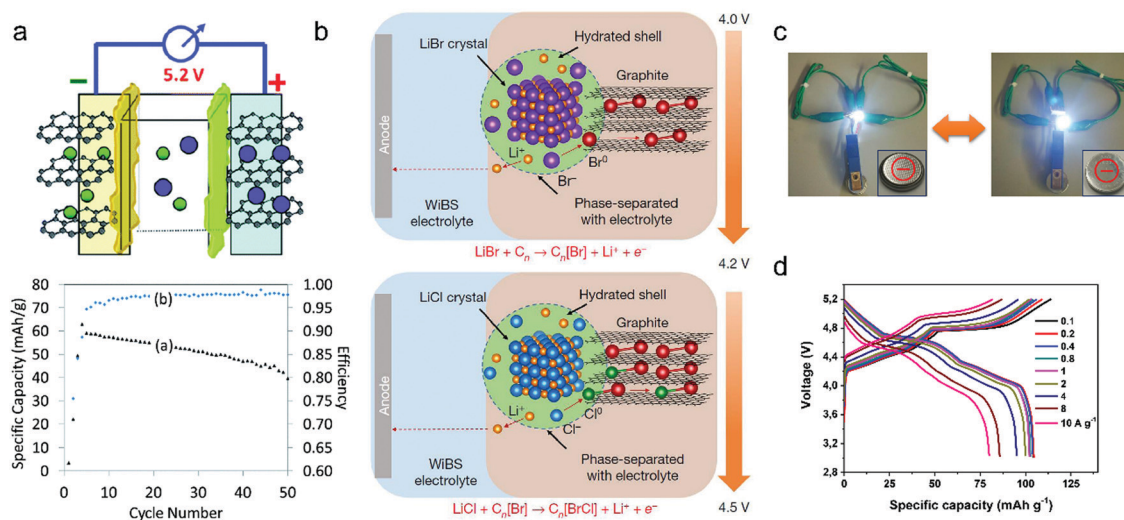 a
5.2 V
−
+
80
70
60
50
40
30
20
10
0
0
10
20
30
40
50
1.00
0.95
0.90
0.85
0.80
0.75
0.70
0.65
0.60
(b)
(a)
Specific Capacity (mAh/g)
Efficiency
Cycle Number
b
4.0 V
LiBr crystal
Hydrated shell
Graphite
Anode
Li⁺
Br⁰
Br⁻
WiBS
electrolyte
Phase-separated
with electrolyte
LiBr + Cₙ → Cₙ[Br] + Li⁺ + e⁻
4.2 V
LiCl crystal
Hydrated shell
Graphite
Anode
Li⁺
Cl⁰
Cl⁻
WiBS
electrolyte
Phase-separated
with electrolyte
LiCl + Cₙ[Br] → Cₙ[BrCl] + Li⁺ + e⁻
4.5 V
c
d
5,2
4,8
4,4
4,0
3,6
3,2
2,8
Voltage (V)
0.1
0.2
0.4
0.8
1
2
4
8
10 A g⁻¹
0
25
50
75
100
125
Specific capacity (mAh g⁻¹)